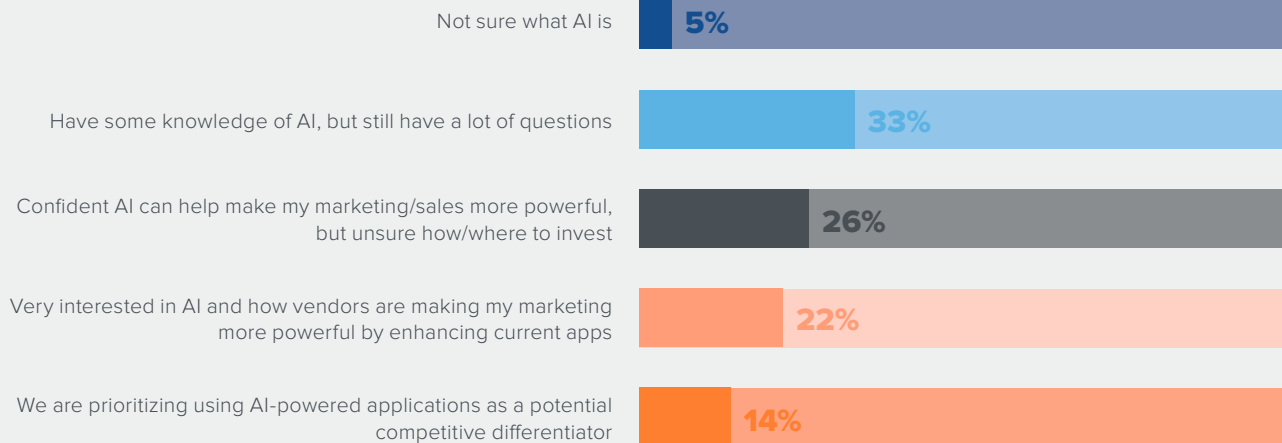 Not sure what AI is
5%
Have some knowledge of AI, but still have a lot of questions
33%
Confident AI can help make my marketing/sales more powerful,
but unsure how/where to invest
26%
Very interested in AI and how vendors are making my marketing
more powerful by enhancing current apps
22%
We are prioritizing using AI-powered applications as a potential
competitive differentiator
14%